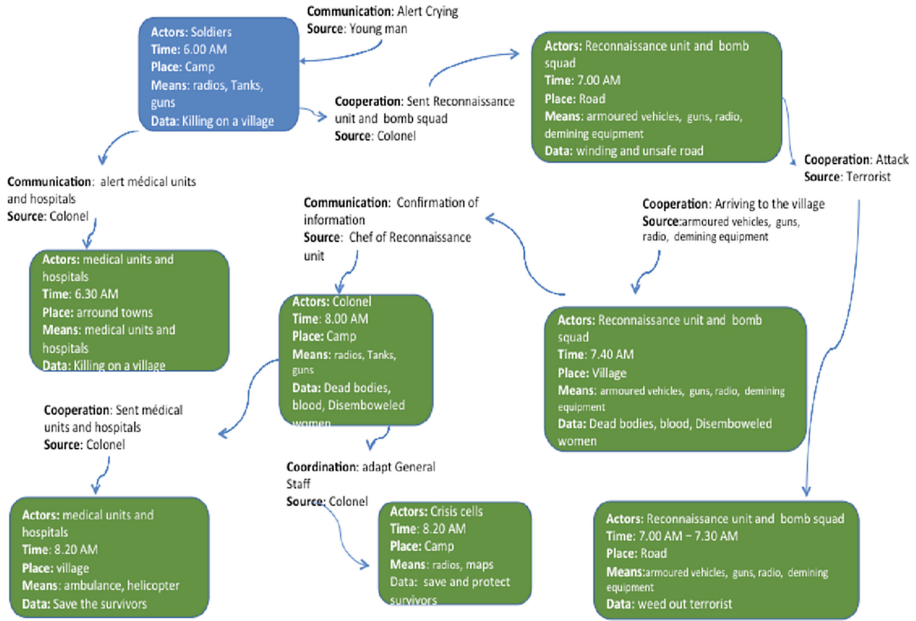 Communication: Alert Crying
Source: Young man
Actors: Soldiers
Time: 6.00 AM
Place: Camp
Means: radios, Tanks,
guns
Data: Killing on a village
Cooperation: Sent Reconnaissance
unit and bomb squad
Source: Colonel
Actors: Reconnaissance unit and bomb
squad
Time: 7.00 AM
Place: Road
Means: armoured vehicles, guns, radio,
demining equipment
Data: winding and unsafe road
Cooperation: Attack
Source: Terrorist
Communication: alert médical units
and hospitals
Source: Colonel
Communication: Confirmation of
information
Source: Chef of Reconnaissance
unit
Cooperation: Arriving to the village
Source:armoured vehicles, guns,
radio, demining equipment
Actors: medical units and
hospitals
Time: 6.30 AM
Place: arround towns
Means: medical units and
hospitals
Data: Killing on a village
Actors: Colonel
Time: 8.00 AM
Place: Camp
Means: radios, Tanks,
guns
Data: Dead bodies,
blood, Disemboweled
women
Actors: Reconnaissance unit and bomb
squad
Time: 7.40 AM
Place: Village
Means: armoured vehicles, guns, radio, demining
equipment
Data: Dead bodies, blood, Disemboweled
women
Cooperation: Sent médical
units and hospitals
Source: Colonel
Coordination: adapt General
Staff
Source: Colonel
Actors: medical units and
hospitals
Time: 8.20 AM
Place: village
Means: ambulance, helicopter
Data: Save the survivors
Actors: Crisis cells
Time: 8.20 AM
Place: Camp
Means: radios, maps
Data: save and protect
survivors
Actors: Reconnaissance unit and bomb squad
Time: 7.00 AM – 7.30 AM
Place: Road
Means:armoured vehicles, guns, radio, demining
equipment
Data: weed out terrorist